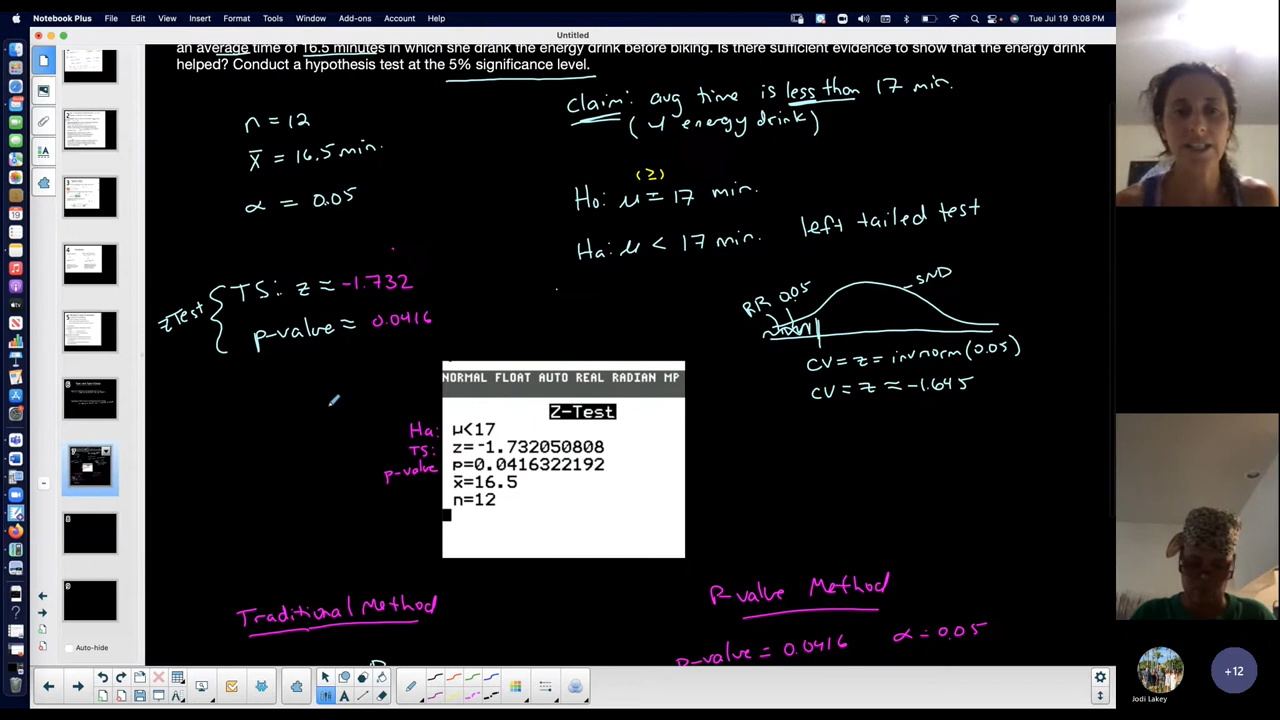 Notebook Plus File Edit View Insert Format Tools Window Add-ons Account Help
Tue Jul 19 9:08 PM
Untitled
an average time of 16.5 minutes in which she drank the energy drink before biking. Is there sufficient evidence to show that the energy drink
helped? Conduct a hypothesis test at the 5% significance level.
Claim: avg time is less than 17 min.
( energy drink)
n = 12
x̄ = 16.5 min.
α = 0.05
(≥)
Ho: μ = 17 min.
Ha: μ < 17 min.
left tailed test
zTest { TS: z ≈ -1.732
p-value ≈ 0.0416
RR 0.05
SND
CV = z = invnorm(0.05)
CV = z ≈ -1.645
NORMAL FLOAT AUTO REAL RADIAN MP
Z-Test
Ha: μ<17
TS: z=-1.732050808
p-value p=0.0416322192
x̄=16.5
n=12
Traditional Method
P-value Method
p-value = 0.0416 α = 0.05
Auto-hide
Jodi Lakey
+12